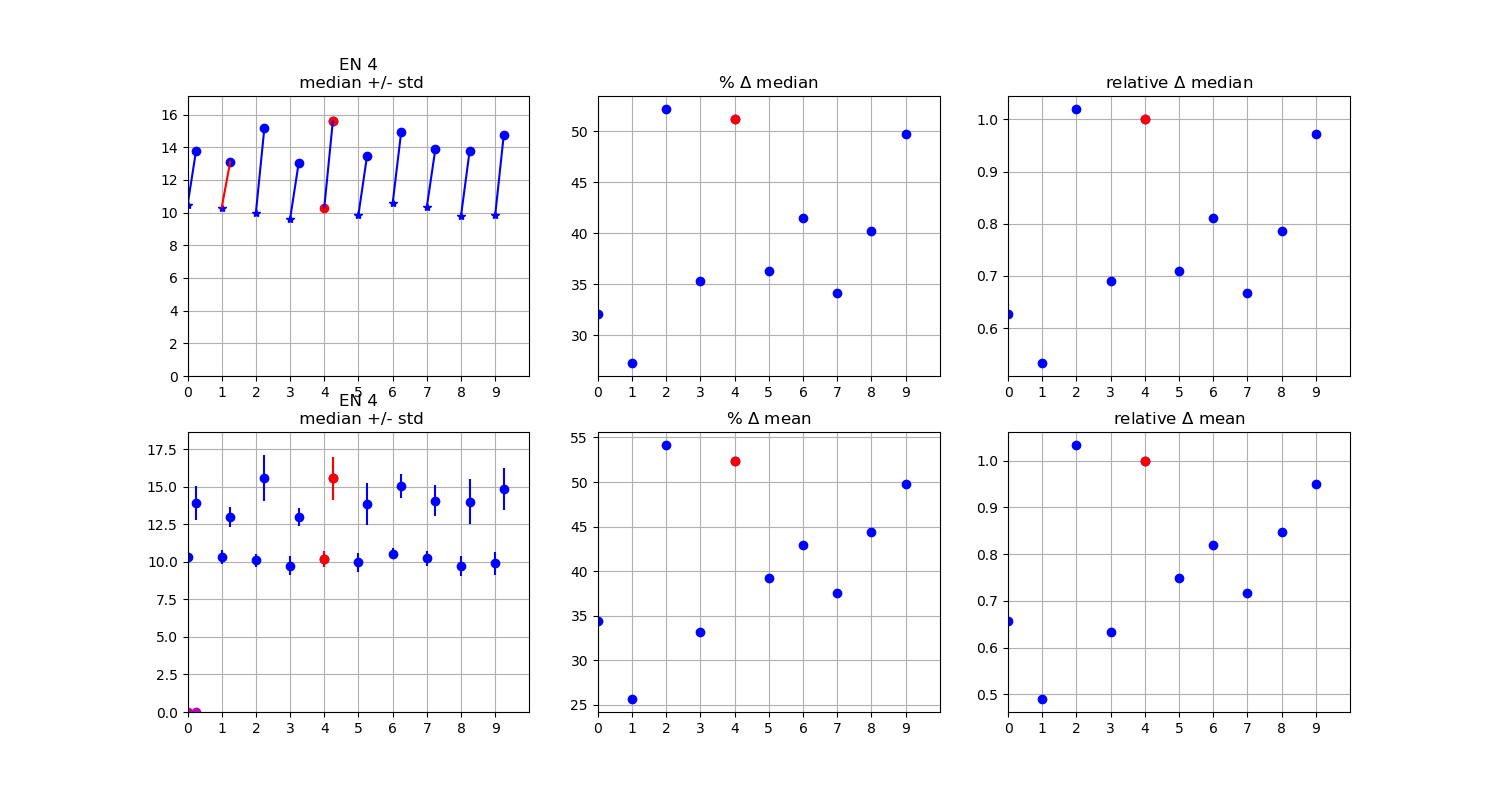 EN 4
median +/- std
16
14
12
10
8
6
4
2
0
0 1 2 3 4 5 6 7 8 9
% Δ median
50
45
40
35
30
0 1 2 3 4 5 6 7 8 9
relative Δ median
1.0
0.9
0.8
0.7
0.6
0 1 2 3 4 5 6 7 8 9
EN 4
median +/- std
17.5
15.0
12.5
10.0
7.5
5.0
2.5
0.0
0 1 2 3 4 5 6 7 8 9
% Δ mean
55
50
45
40
35
30
25
0 1 2 3 4 5 6 7 8 9
relative Δ mean
1.0
0.9
0.8
0.7
0.6
0.5
0 1 2 3 4 5 6 7 8 9